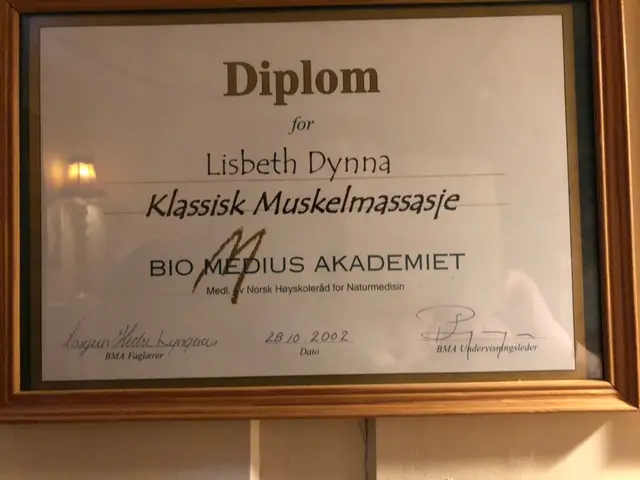 Diplom
for
Lisbeth Dynna
Klassisk Muskelmassasje
BIO MEDIUS AKADEMIET
Medl. av Norsk Høyskoleråd for Naturmedisin
28 10. 2002
BMA Faglærer
Dato
BMA Undervisningsleder